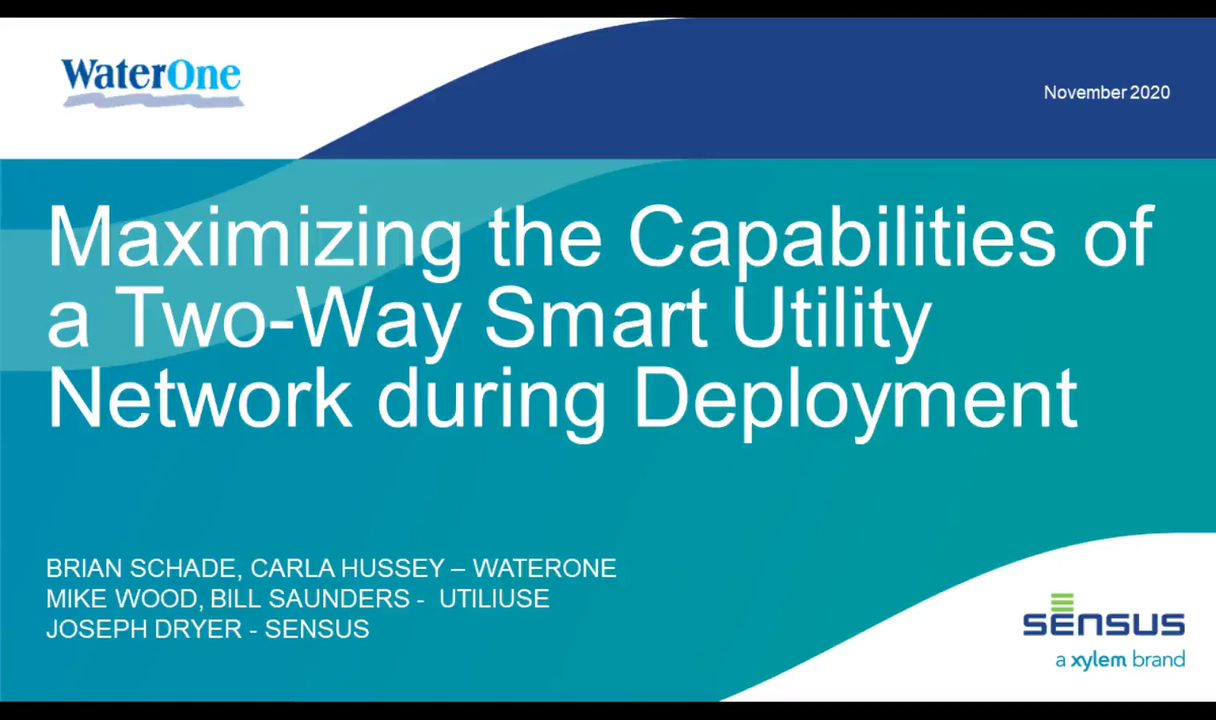 WaterOne
November 2020
Maximizing the Capabilities of
a Two-Way Smart Utility
Network during Deployment
BRIAN SCHADE, CARLA HUSSEY – WATERONE
MIKE WOOD, BILL SAUNDERS - UTILIUSE
JOSEPH DRYER - SENSUS
sensus
a xylem brand